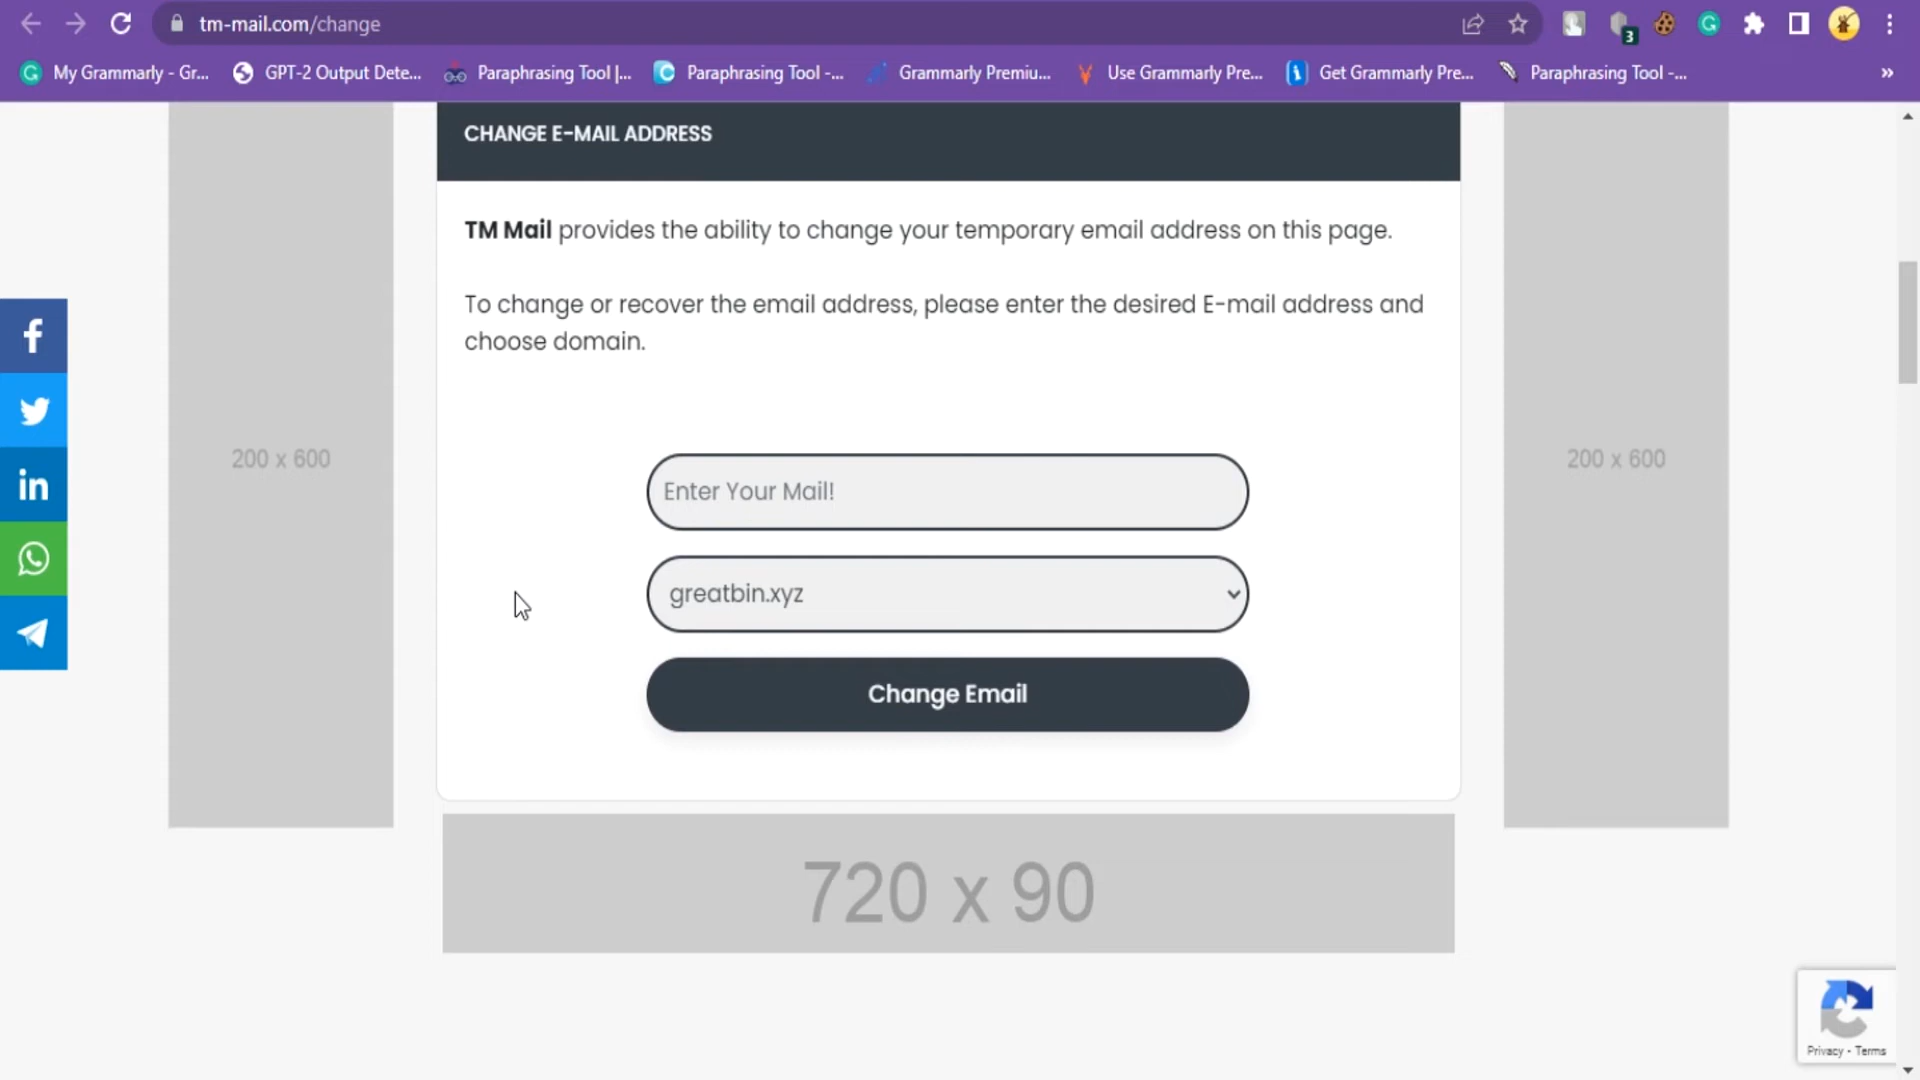 tm-mail.com/change
3
My Grammarly - Gr...
GPT-2 Output Dete...
Paraphrasing Tool |...
Paraphrasing Tool -...
Grammarly Premiu...
Use Grammarly Pre...
Get Grammarly Pre...
Paraphrasing Tool -...
»
CHANGE E-MAIL ADDRESS
TM Mail provides the ability to change your temporary email address on this page.
To change or recover the email address, please enter the desired E-mail address and
choose domain.
200 x 600
200 x 600
Enter Your Mail!
greatbin.xyz
Change Email
720 x 90
Privacy - Terms